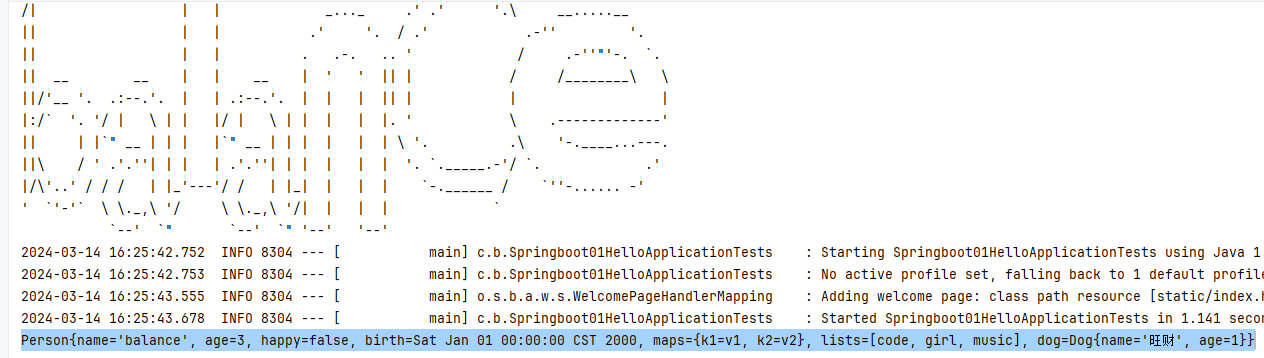 2024-03-14 16:25:42.752  INFO 8304 --- [           main] c.b.Springboot01HelloApplicationTests    : Starting Springboot01HelloApplicationTests using Java 1
2024-03-14 16:25:42.753  INFO 8304 --- [           main] c.b.Springboot01HelloApplicationTests    : No active profile set, falling back to 1 default profile
2024-03-14 16:25:43.555  INFO 8304 --- [           main] o.s.b.a.w.s.WelcomePageHandlerMapping    : Adding welcome page: class path resource [static/index.h
2024-03-14 16:25:43.678  INFO 8304 --- [           main] c.b.Springboot01HelloApplicationTests    : Started Springboot01HelloApplicationTests in 1.141 secon
Person{name='balance', age=3, happy=false, birth=Sat Jan 01 00:00:00 CST 2000, maps={k1=v1, k2=v2}, lists=[code, girl, music], dog=Dog{name='旺财', age=1}}